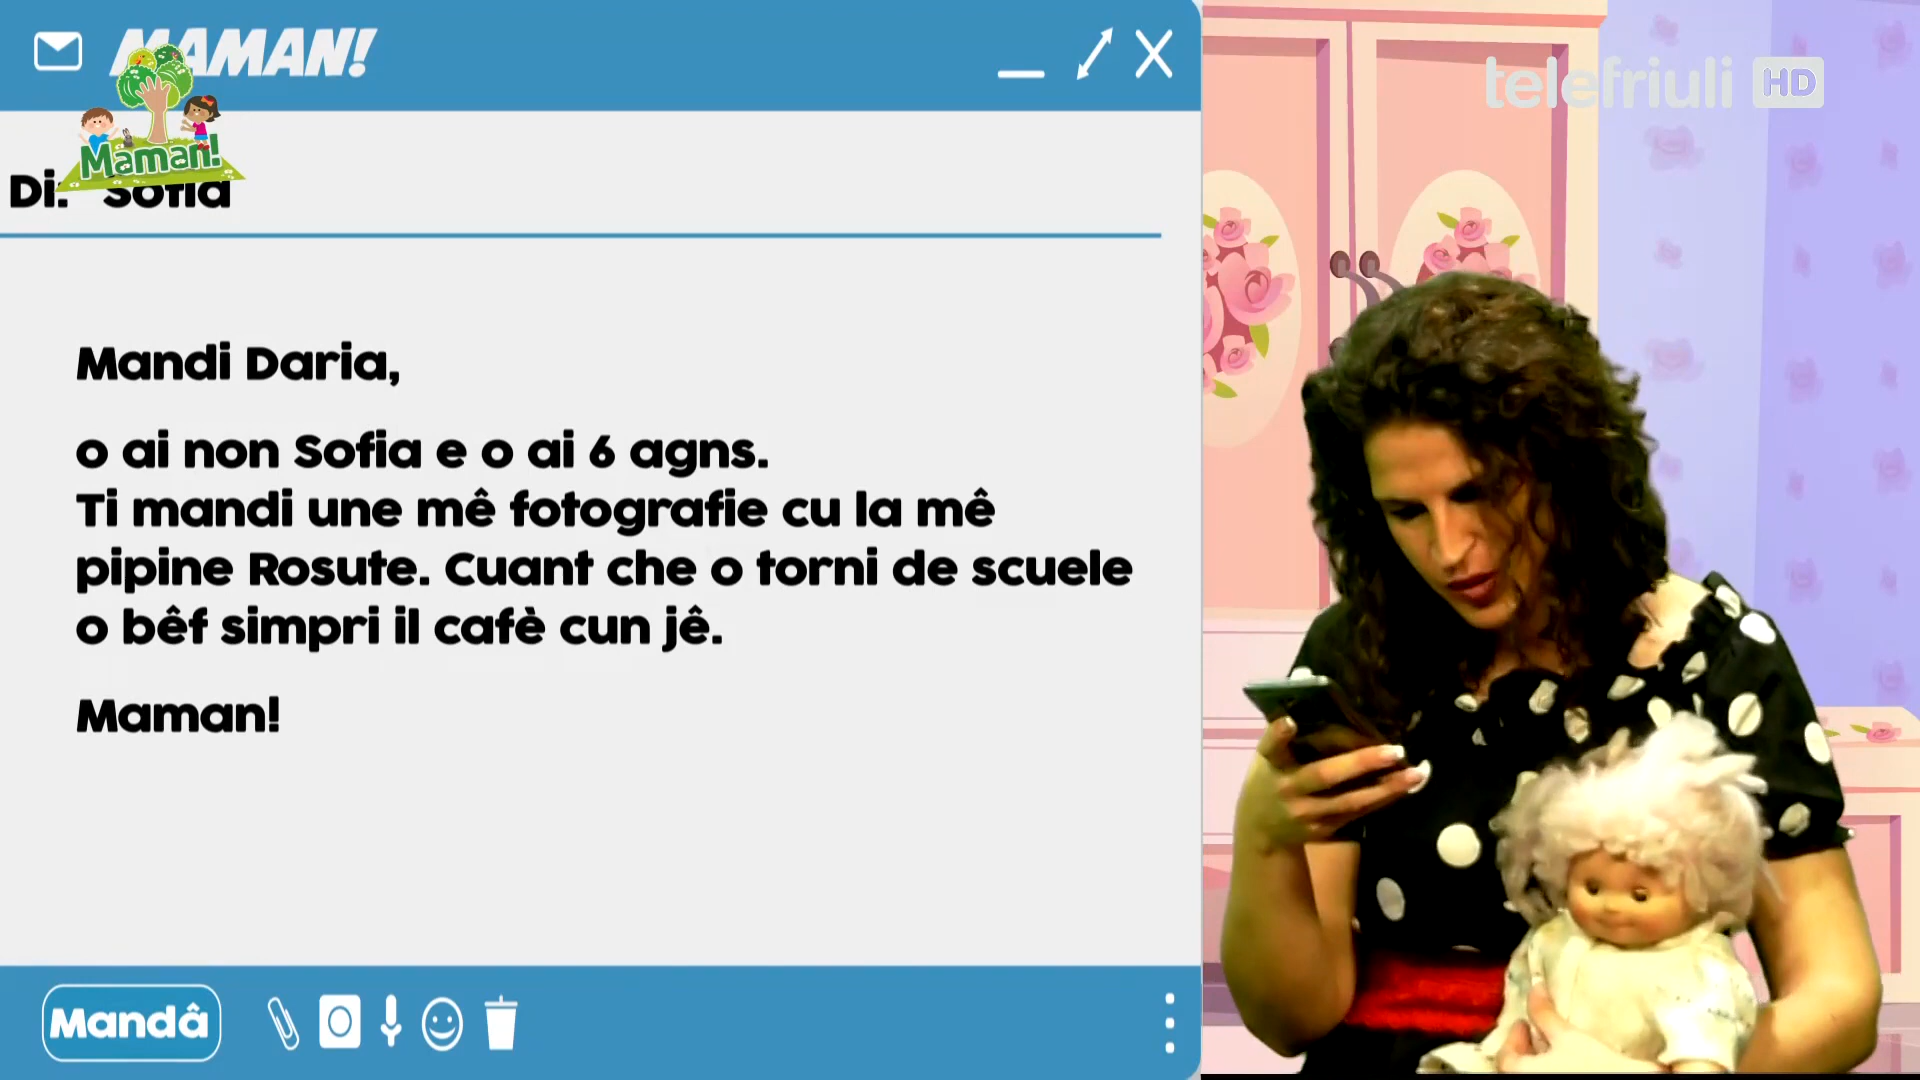 MAMAN!
Maman!
telefriuli HD
Di: Sofia
Mandi Daria,
o ai non Sofia e o ai 6 agns.
Ti mandi une mê fotografie cu la mê
pipine Rosute. Cuant che o torni de scuele
o bêf simpri il cafè cun jê.
Maman!
Mandâ